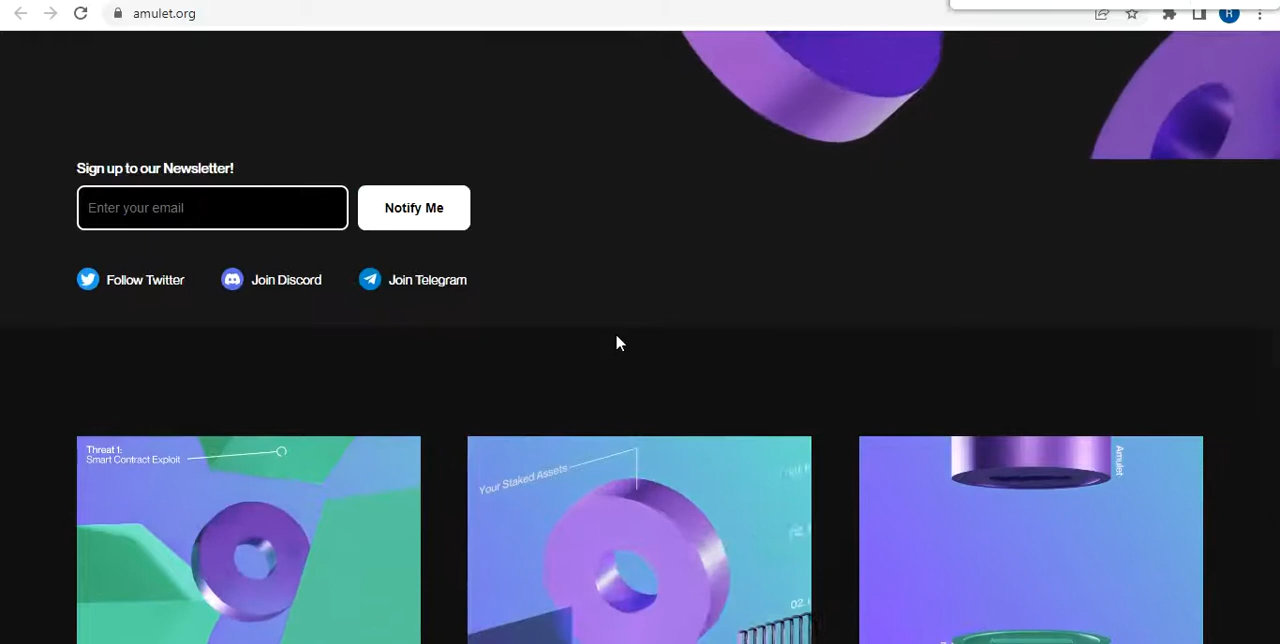 amulet.org
R
Sign up to our Newsletter!
Enter your email
Notify Me
Follow Twitter
Join Discord
Join Telegram
Threat 1:
Smart Contract Exploit
Your Staked Assets
02.
Amulet